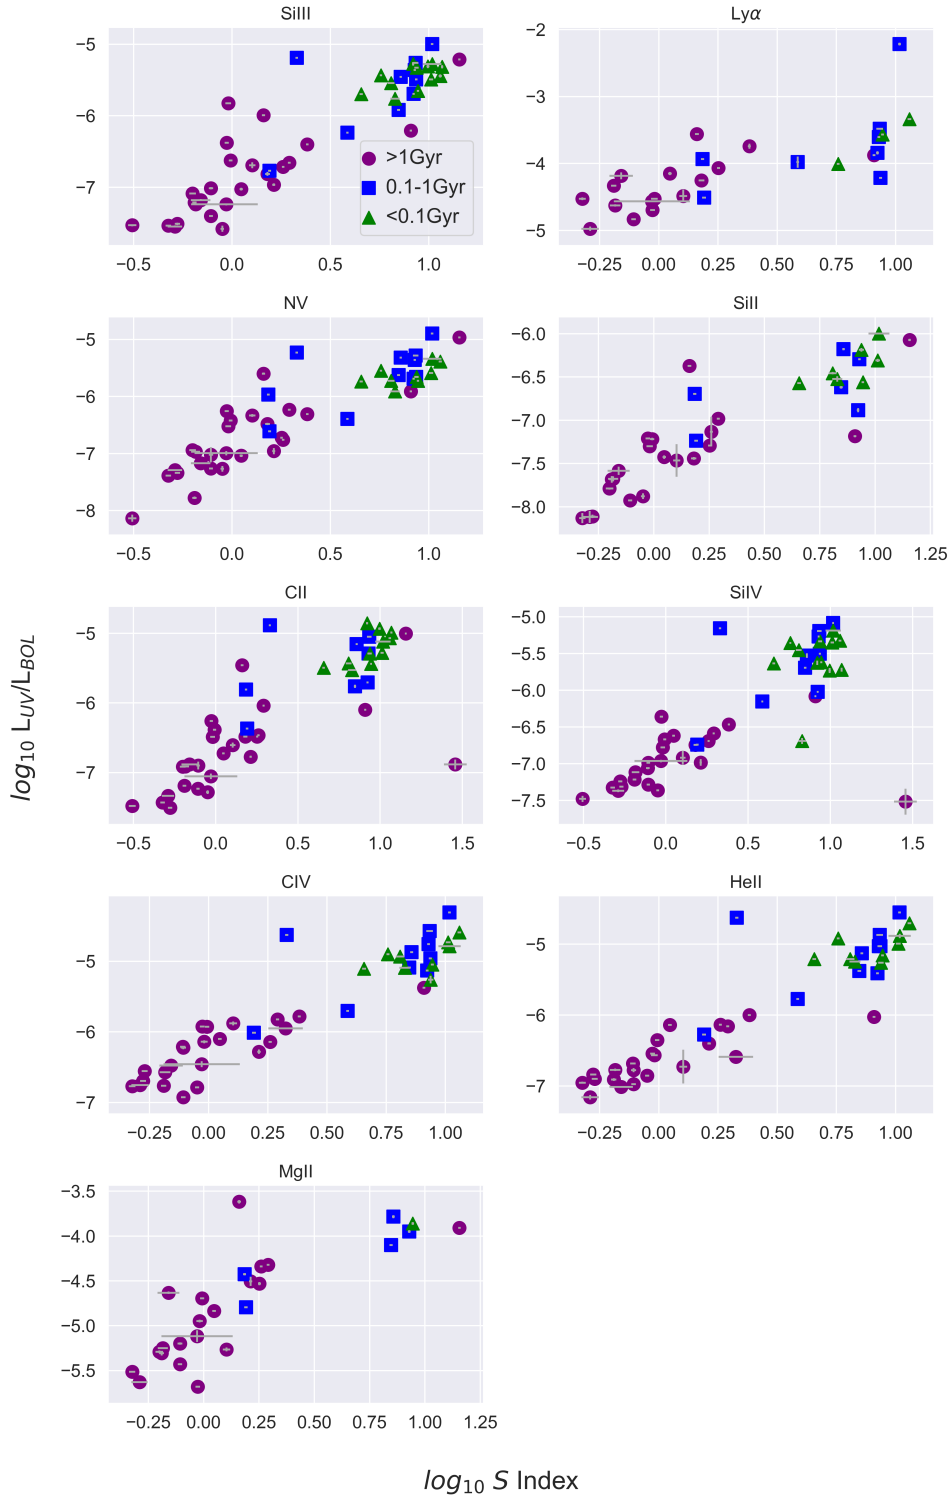 SiIII
−5
−6
−7
−0.5 0.0 0.5 1.0
>1Gyr
0.1-1Gyr
<0.1Gyr
Lyα
−2
−3
−4
−5
−0.25 0.00 0.25 0.50 0.75 1.00
NV
−5
−6
−7
−8
−0.5 0.0 0.5 1.0
SiII
−6.0
−6.5
−7.0
−7.5
−8.0
−0.25 0.00 0.25 0.50 0.75 1.00 1.25
CII
−5
−6
−7
−0.5 0.0 0.5 1.0 1.5
SiIV
−5.0
−5.5
−6.0
−6.5
−7.0
−7.5
−0.5 0.0 0.5 1.0 1.5
CIV
−5
−6
−7
−0.25 0.00 0.25 0.50 0.75 1.00
HeII
−5
−6
−7
−0.25 0.00 0.25 0.50 0.75 1.00
MgII
−3.5
−4.0
−4.5
−5.0
−5.5
−0.25 0.00 0.25 0.50 0.75 1.00 1.25
log₁₀ L_UV/L_BOL
log₁₀ S Index